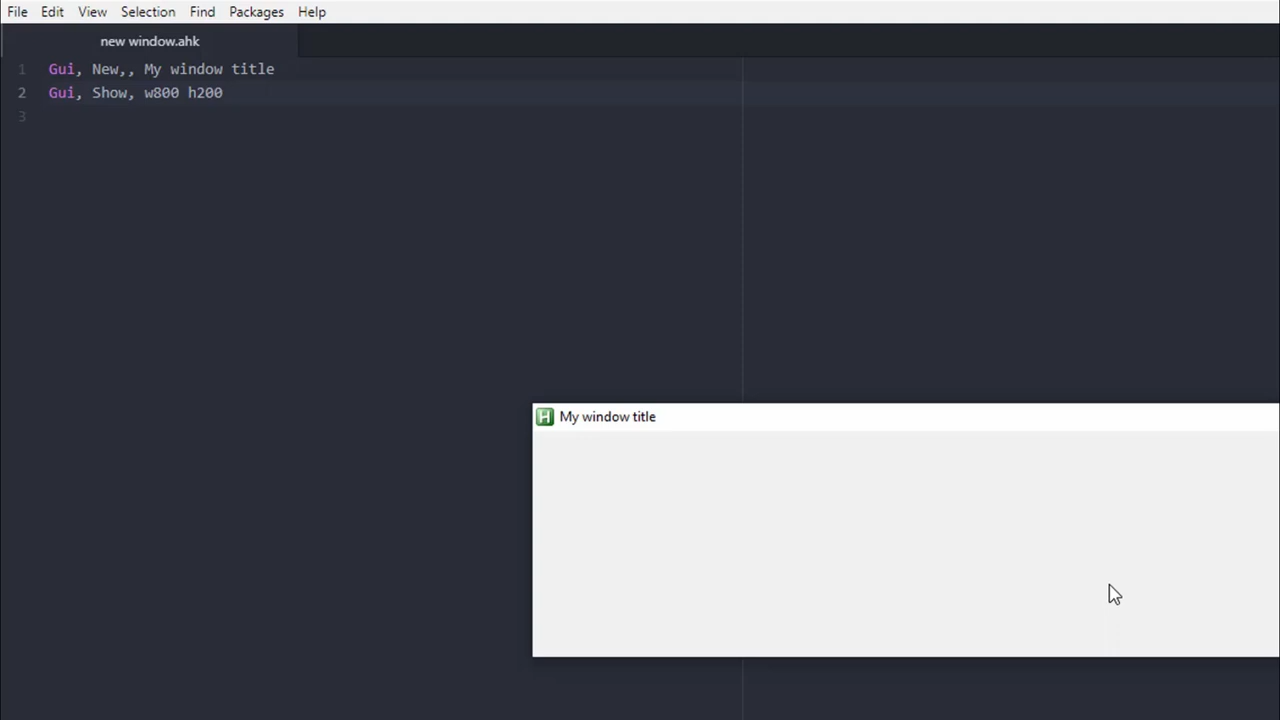 File Edit View Selection Find Packages Help
new window.ahk
1 Gui, New,, My window title
2 Gui, Show, w800 h200
3
H My window title